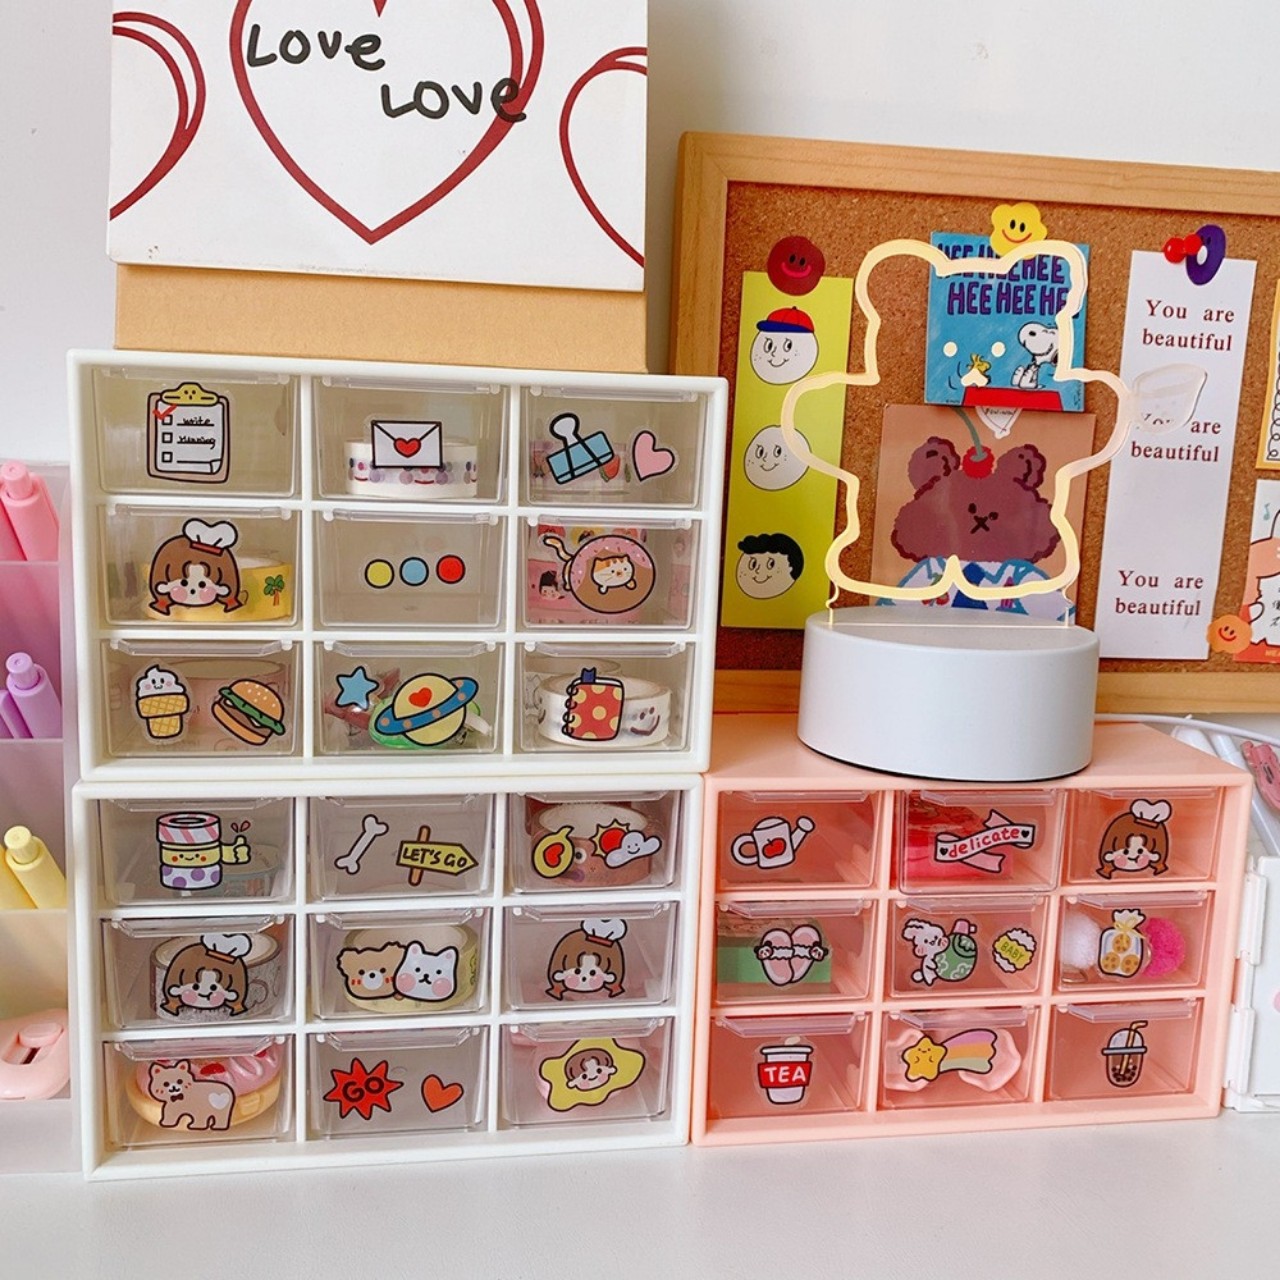 Love
Love
HEE HEE HEE
HEE HEE HE
You are
beautiful
You are
beautiful
You are
beautiful
write
LET'S GO
delicate
BABY
TEA
GO